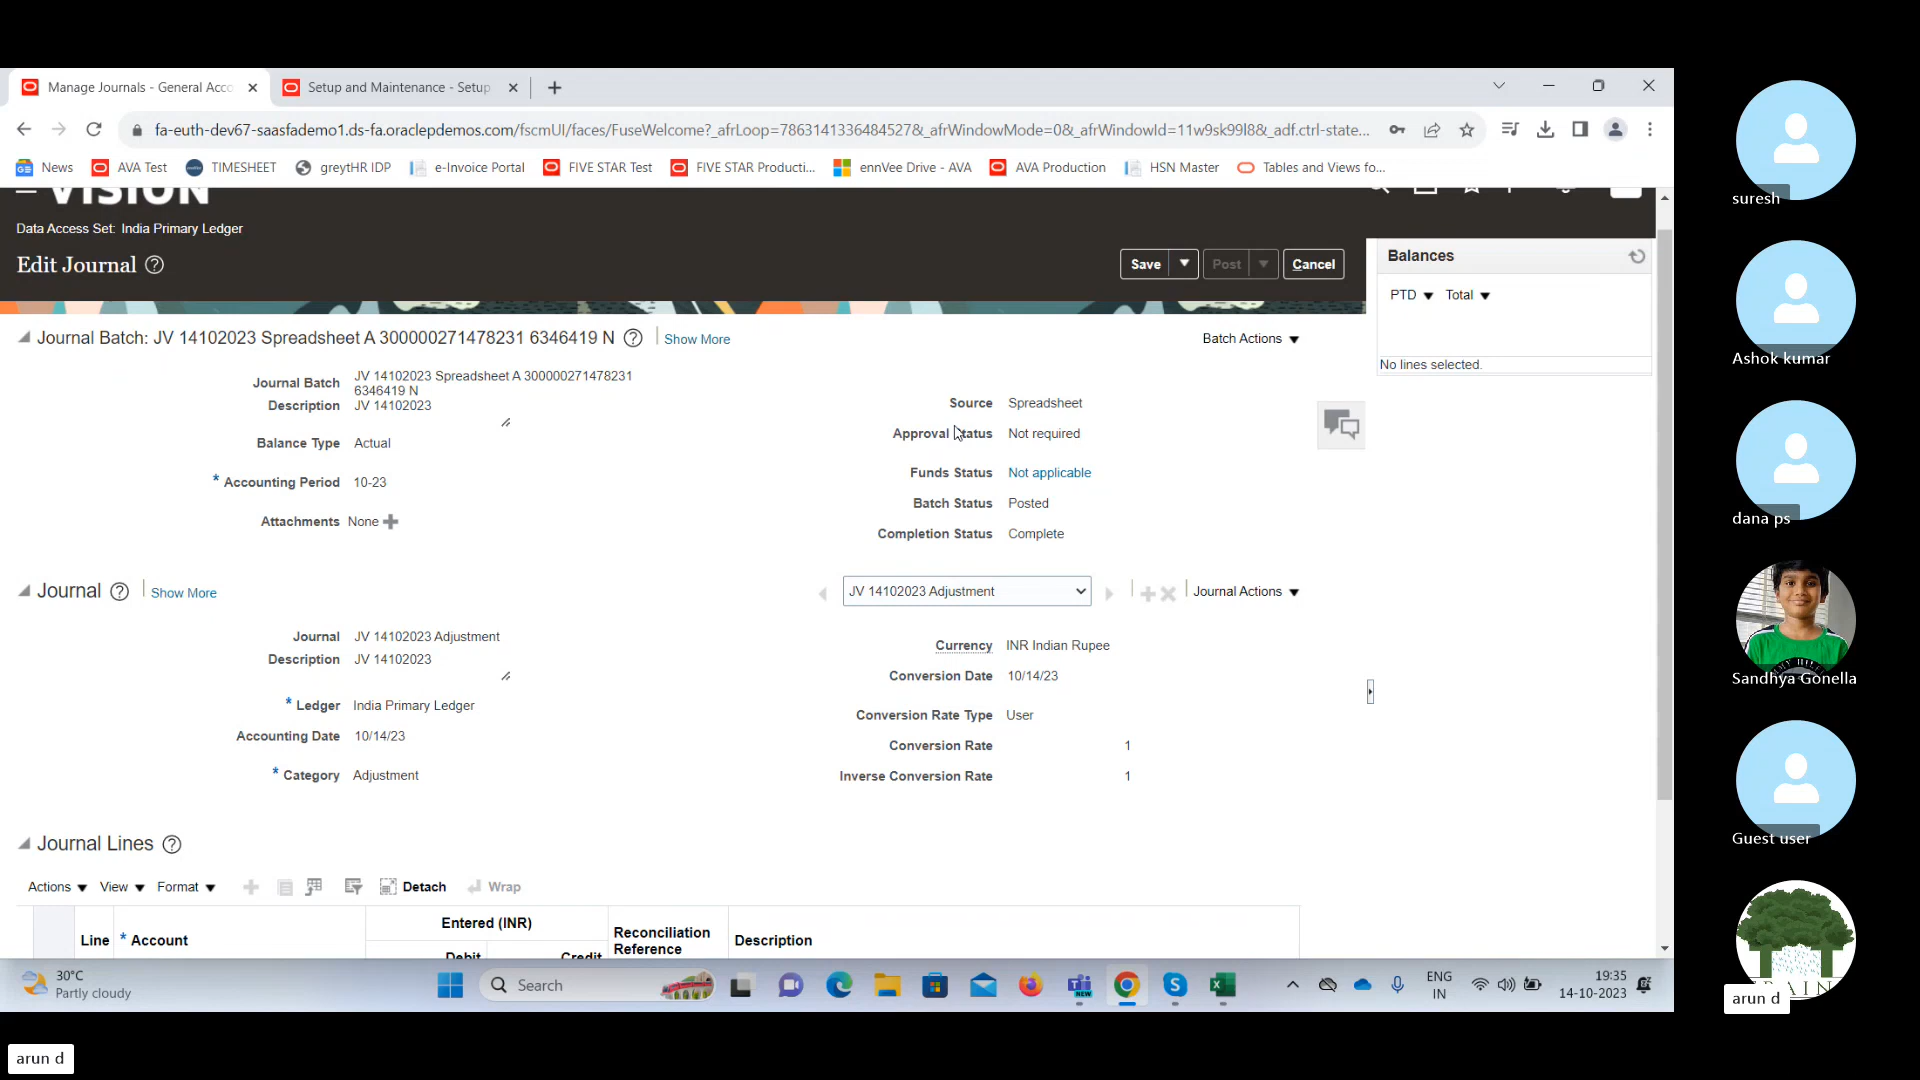 Manage Journals - General Acco
Setup and Maintenance - Setup
fa-euth-dev67-saasfademo1.ds-fa.oraclepdemos.com/fscmUI/faces/FuseWelcome?_afrLoop=7863141336484527&_afrWindowMode=0&_afrWindowId=11w9sk99l8&_adf.ctrl-state...
News AVA Test TIMESHEET greytHR IDP e-Invoice Portal FIVE STAR Test FIVE STAR Producti... ennVee Drive - AVA AVA Production HSN Master Tables and Views fo...
VISION
Data Access Set: India Primary Ledger
Edit Journal
Save Post Cancel
Balances
PTD Total
No lines selected.
Journal Batch: JV 14102023 Spreadsheet A 300000271478231 6346419 N Show More Batch Actions
Journal Batch JV 14102023 Spreadsheet A 300000271478231
6346419 N
Description JV 14102023
Balance Type Actual
Accounting Period 10-23
Attachments None
Source Spreadsheet
Approval Status Not required
Funds Status Not applicable
Batch Status Posted
Completion Status Complete
Journal Show More JV 14102023 Adjustment Journal Actions
Journal JV 14102023 Adjustment
Description JV 14102023
* Ledger India Primary Ledger
Accounting Date 10/14/23
* Category Adjustment
Currency INR Indian Rupee
Conversion Date 10/14/23
Conversion Rate Type User
Conversion Rate 1
Inverse Conversion Rate 1
Journal Lines
Actions View Format Detach Wrap
Line * Account Entered (INR) Debit Credit Reconciliation Reference Description
30°C
Partly cloudy
Search
ENG
IN
19:35
14-10-2023
suresh
Ashok kumar
dana ps
Sandhya Gonella
Guest user
arun d
arun d